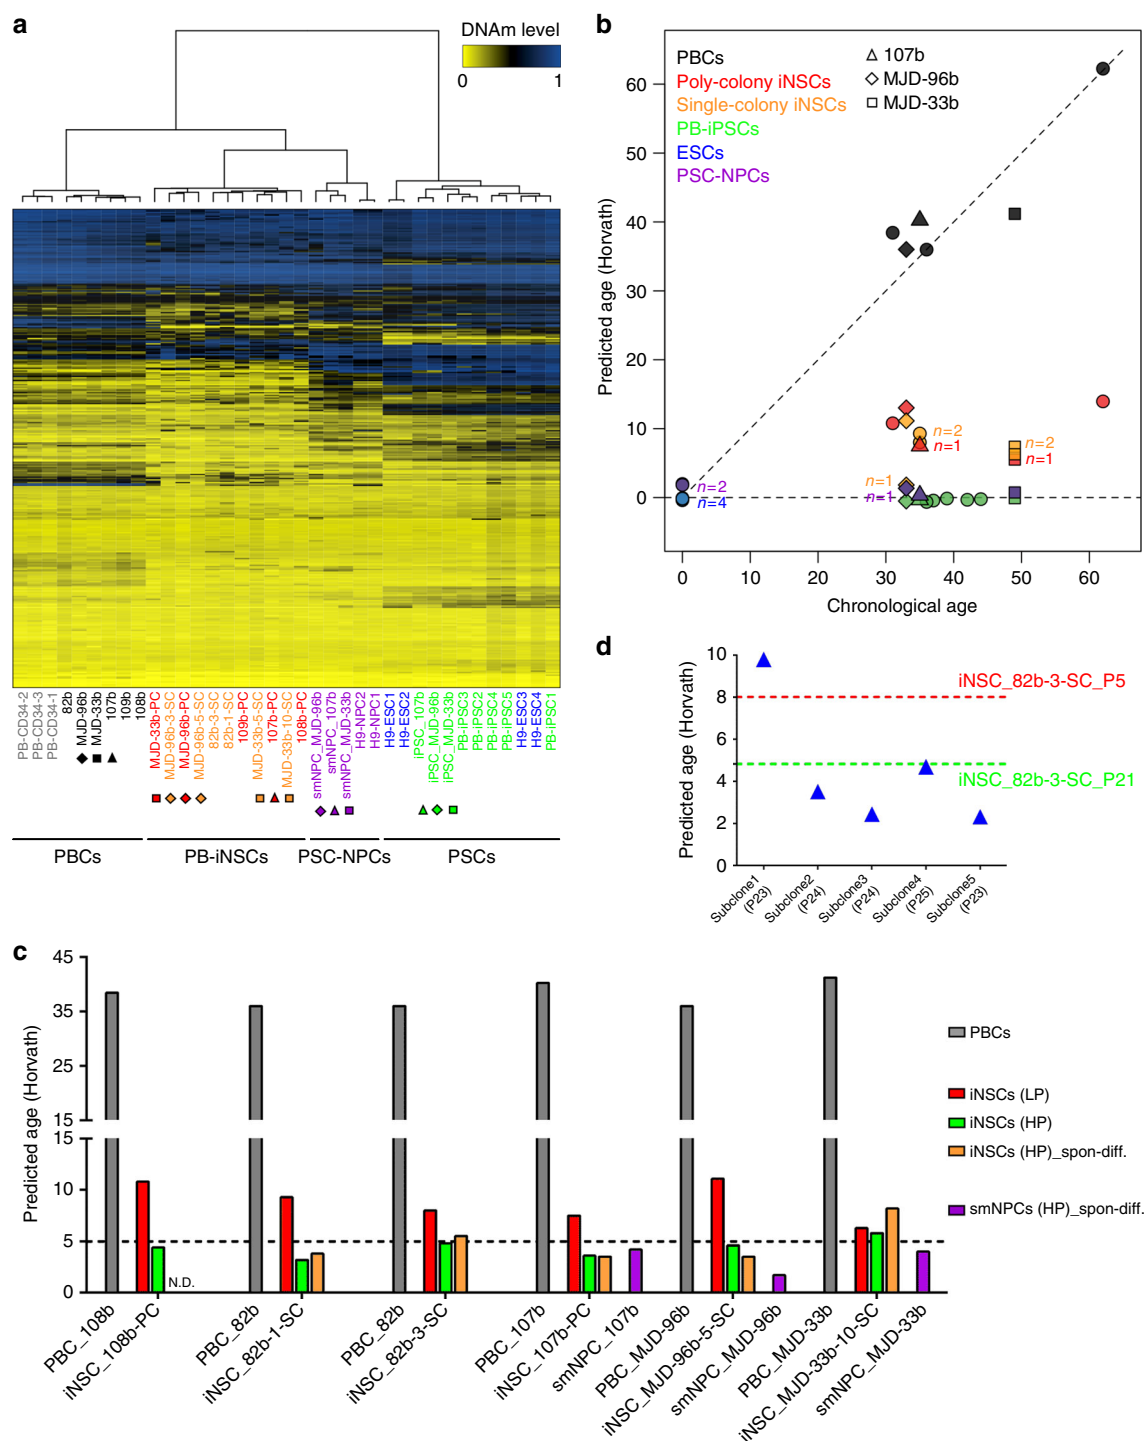 a
DNAm level
0 1
PB-CD34-2
PB-CD34-3
PB-CD34-1
82b
MJD-96b
MJD-33b
107b
109b
108b
MJD-33b-PC
MJD-96b-3-SC
MJD-96b-PC
MJD-96b-5-SC
82b-3-SC
82b-1-SC
109b-PC
MJD-33b-5-SC
107b-PC
MJD-33b-10-SC
108b-PC
smNPC_MJD-96b
smNPC_107b
smNPC_MJD-33b
H9-NPC2
H9-NPC1
H9-ESC1
H9-ESC2
iPSC_107b
iPSC_MJD-96b
iPSC_MJD-33b
PB-iPSC3
PB-iPSC2
PB-iPSC4
PB-iPSC5
H9-ESC3
H9-ESC4
PB-iPSC1
PBCs
PB-iNSCs
PSC-NPCs
PSCs
b
PBCs
Poly-colony iNSCs
Single-colony iNSCs
PB-iPSCs
ESCs
PSC-NPCs
107b
MJD-96b
MJD-33b
Predicted age (Horvath)
60
50
40
30
20
10
0
n=2
n=4
n=2
n=1
n=1
n=1
n=2
n=1
0 10 20 30 40 50 60
Chronological age
d
Predicted age (Horvath)
10
8
6
4
2
0
iNSC_82b-3-SC_P5
iNSC_82b-3-SC_P21
Subclone1
(P23)
Subclone2
(P24)
Subclone3
(P24)
Subclone4
(P25)
Subclone5
(P23)
c
Predicted age (Horvath)
45
35
25
15
15
10
5
0
N.D.
PBC_108b
iNSC_108b-PC
PBC_82b
iNSC_82b-1-SC
PBC_82b
iNSC_82b-3-SC
PBC_107b
iNSC_107b-PC
smNPC_107b
PBC_MJD-96b
iNSC_MJD-96b-5-SC
smNPC_MJD-96b
PBC_MJD-33b
iNSC_MJD-33b-10-SC
smNPC_MJD-33b
PBCs
iNSCs (LP)
iNSCs (HP)
iNSCs (HP)_spon-diff.
smNPCs (HP)_spon-diff.